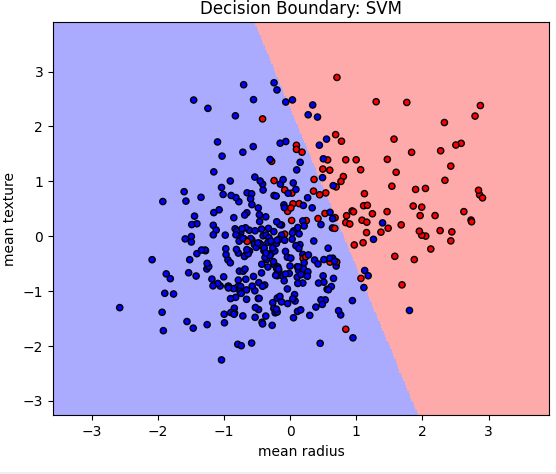 Decision Boundary: SVM
3
2
1
0
−1
−2
−3
mean texture
−3 −2 −1 0 1 2 3
mean radius